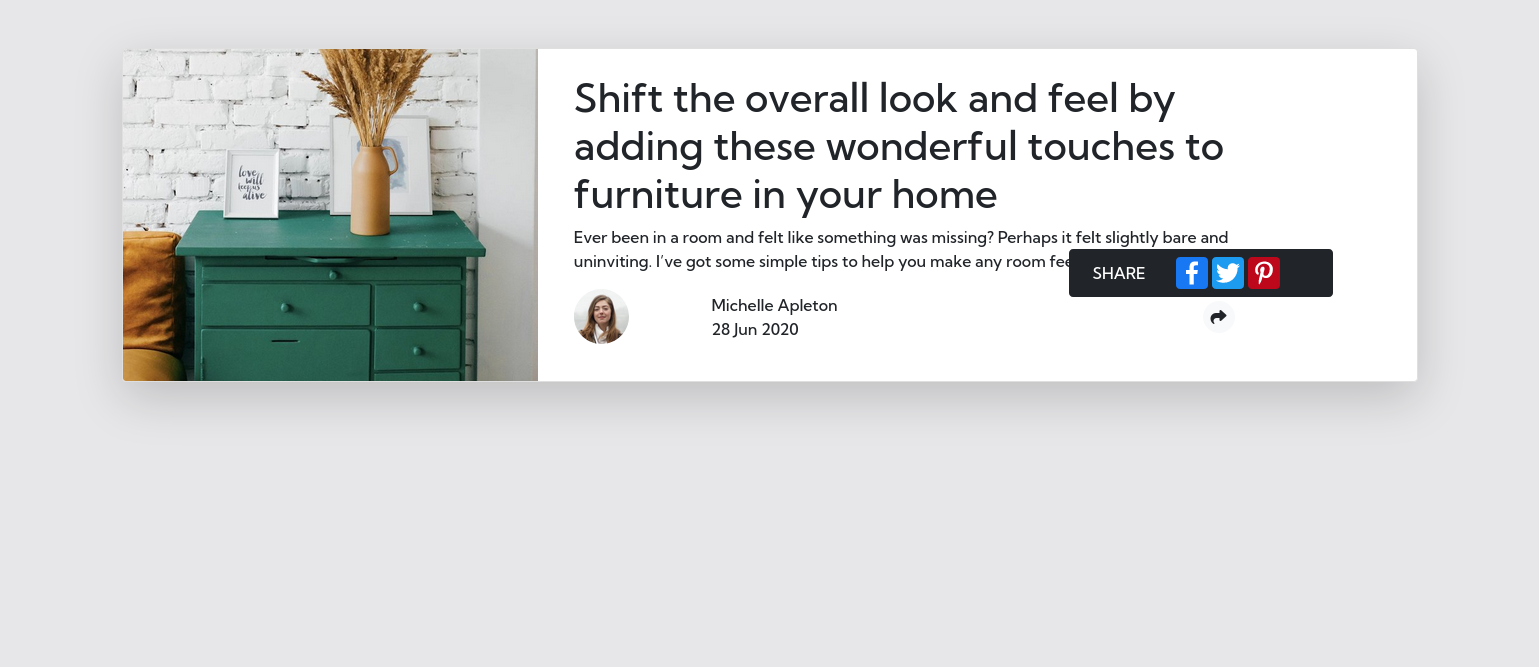 Shift the overall look and feel by
adding these wonderful touches to
furniture in your home
Ever been in a room and felt like something was missing? Perhaps it felt slightly bare and
uninviting. I’ve got some simple tips to help you make any room fee
SHARE
Michelle Apleton
28 Jun 2020
love
will
keep us
alive